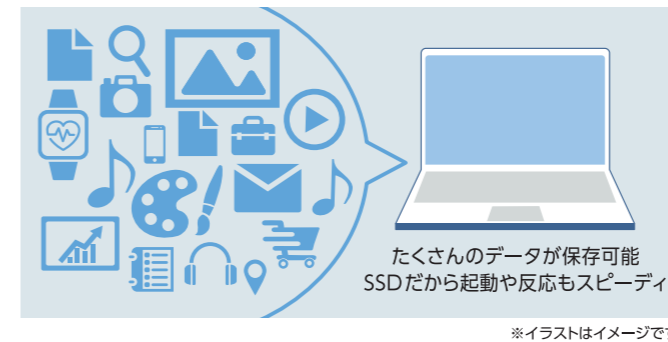 たくさんのデータが保存可能
SSDだから起動や反応もスピーディ
※イラストはイメージで